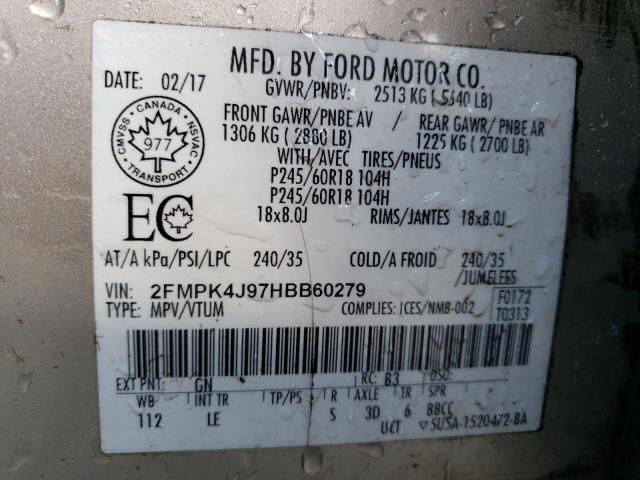 MFD. BY FORD MOTOR CO.
DATE: 02/17
GVWR/PNBV: 2513 KG ( 5540 LB)
FRONT GAWR/PNBE AV / REAR GAWR/ PNBE AR
1306 KG ( 2880 LB) 1225 KG ( 2700 LB)
WITH/AVEC TIRES/PNEUS
P245/60R18 104H
P245/60R18 104H
18x8.0J RIMS/JANTES 18x8.0J
CANADA
CMVSS 977 NSVAC
TRANSPORT
EC
AT/A kPa/PSI/LPC 240/35 COLD/A FROID 240/35
/JUMELEES
VIN: 2FMPK4J97HBB60279
F0172
TYPE: MPV/VTUM COMPLIES: ICES/NMB-002
T0313
EXT PNT: GN RC: B3 DSO:
WB INT TR TP/PS R AXLE TR SPR
112 LE S 3D 6 BBCC
UCT 5U5A-1520472-BA